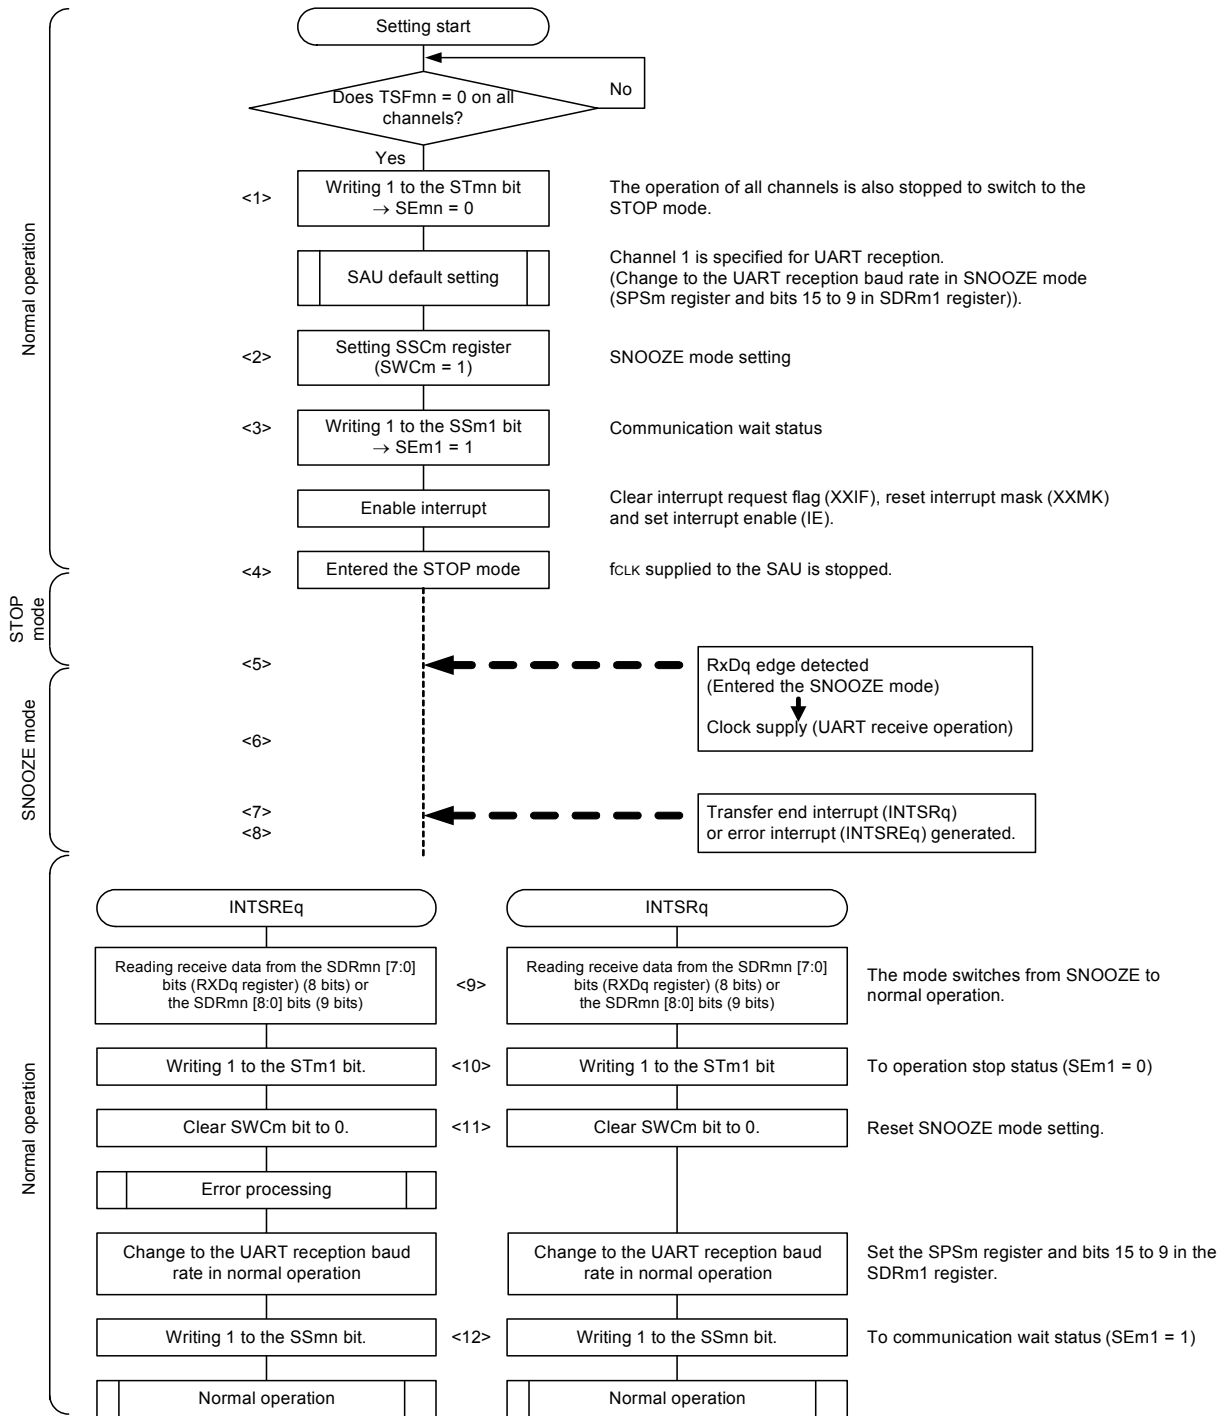 Setting start
No
Does TSFmn = 0 on all
channels?
Yes
<1>
Writing 1 to the STmn bit
→ SEmn = 0
The operation of all channels is also stopped to switch to the
STOP mode.
SAU default setting
Channel 1 is specified for UART reception.
(Change to the UART reception baud rate in SNOOZE mode
(SPSm register and bits 15 to 9 in SDRm1 register)).
Normal operation
<2>
Setting SSCm register
(SWCm = 1)
SNOOZE mode setting
<3>
Writing 1 to the SSm1 bit
→ SEm1 = 1
Communication wait status
Enable interrupt
Clear interrupt request flag (XXIF), reset interrupt mask (XXMK)
and set interrupt enable (IE).
<4>
Entered the STOP mode
fCLK supplied to the SAU is stopped.
STOP
mode
<5>
RxDq edge detected
(Entered the SNOOZE mode)
Clock supply (UART receive operation)
<6>
SNOOZE mode
<7>
<8>
Transfer end interrupt (INTSRq)
or error interrupt (INTSREq) generated.
INTSREq
INTSRq
Reading receive data from the SDRmn [7:0]
bits (RXDq register) (8 bits) or
the SDRmn [8:0] bits (9 bits)
<9>
Reading receive data from the SDRmn [7:0]
bits (RXDq register) (8 bits) or
the SDRmn [8:0] bits (9 bits)
The mode switches from SNOOZE to
normal operation.
Writing 1 to the STm1 bit.
<10>
Writing 1 to the STm1 bit
To operation stop status (SEm1 = 0)
Normal operation
Clear SWCm bit to 0.
<11>
Clear SWCm bit to 0.
Reset SNOOZE mode setting.
Error processing
Change to the UART reception baud
rate in normal operation
Change to the UART reception baud
rate in normal operation
Set the SPSm register and bits 15 to 9 in the
SDRm1 register.
Writing 1 to the SSmn bit.
<12>
Writing 1 to the SSmn bit.
To communication wait status (SEm1 = 1)
Normal operation
Normal operation